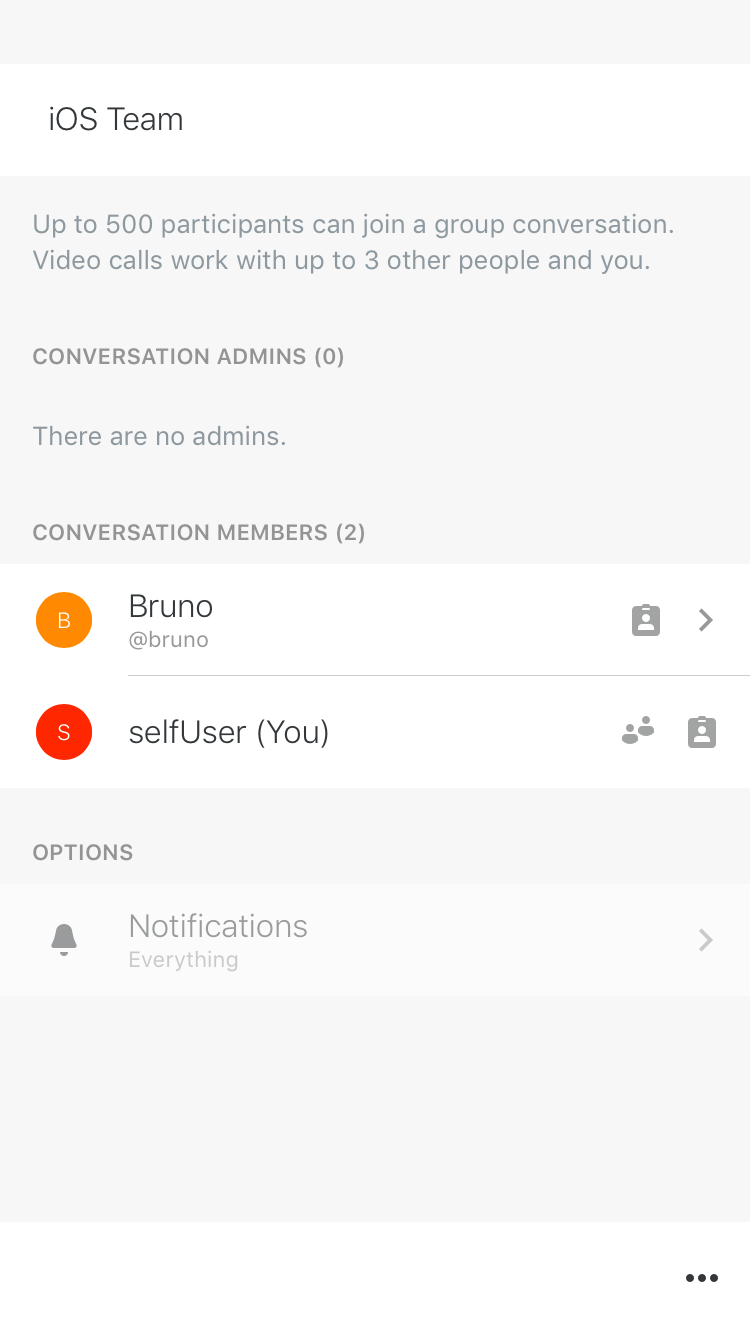 iOS Team
Up to 500 participants can join a group conversation.
Video calls work with up to 3 other people and you.
CONVERSATION ADMINS (0)
There are no admins.
CONVERSATION MEMBERS (2)
B
Bruno
@bruno
S
selfUser (You)
OPTIONS
Notifications
Everything